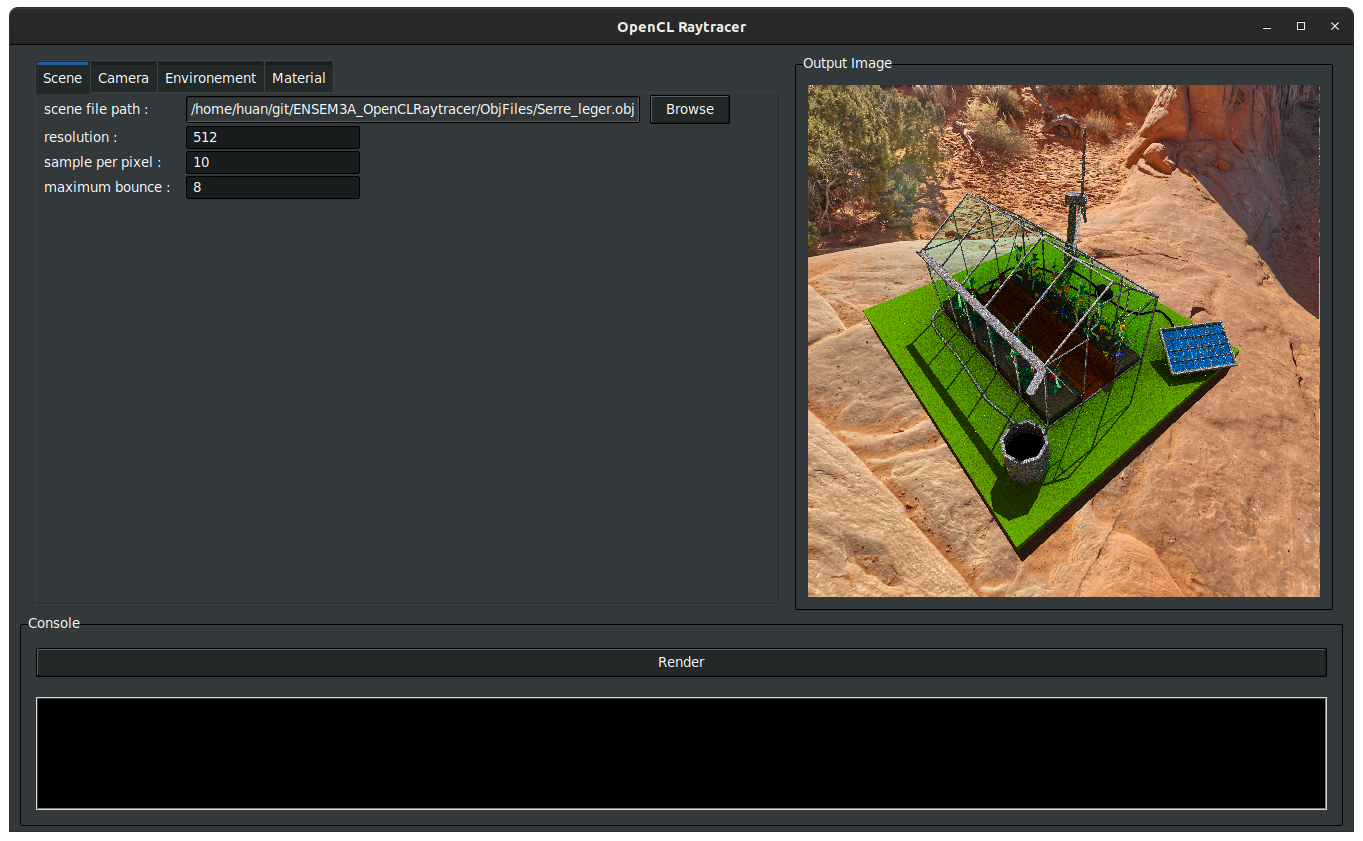 OpenCL Raytracer
Scene Camera Environement Material
scene file path : /home/huan/git/ENSEM3A_OpenCLRaytracer/ObjFiles/Serre_leger.obj Browse
resolution : 512
sample per pixel : 10
maximum bounce : 8
Output Image
Console
Render